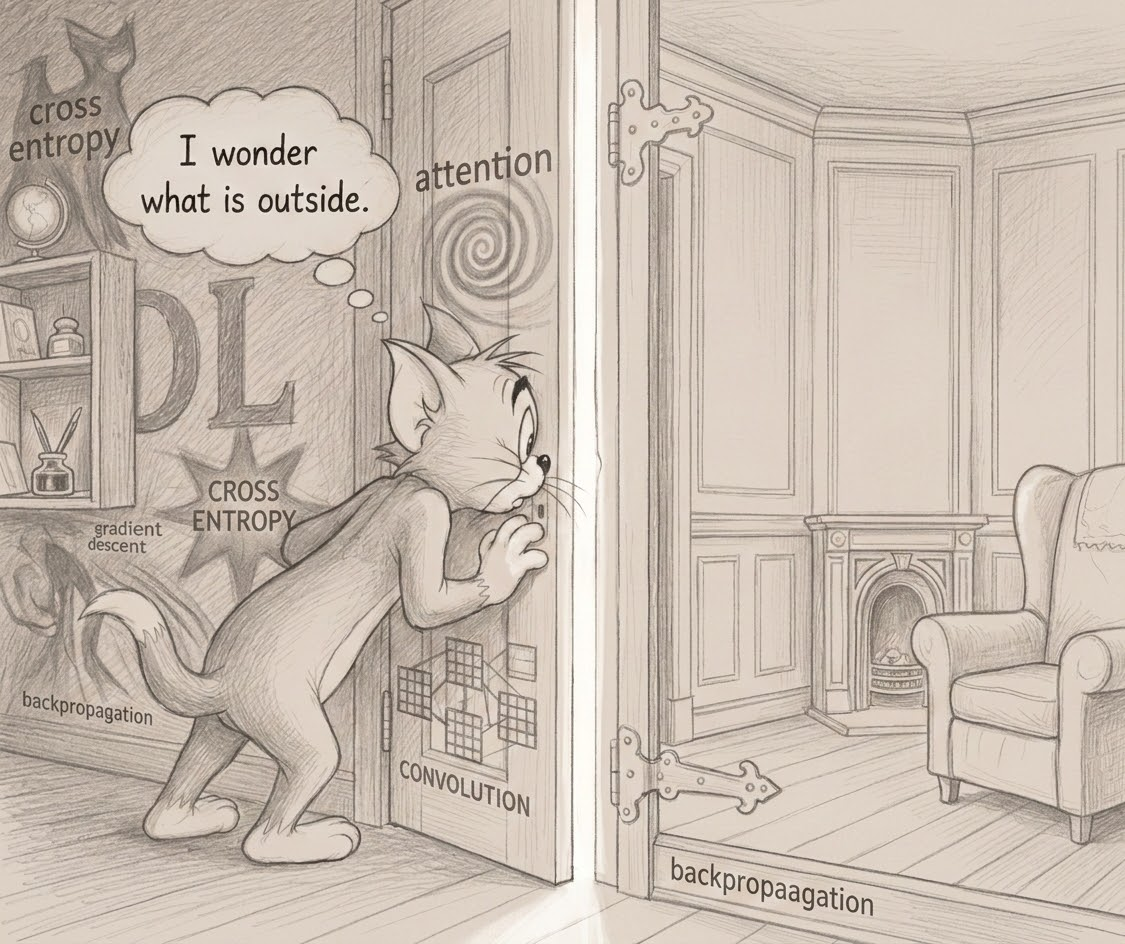 cross
entropy
I wonder
what is outside.
attention
DL
CROSS
ENTROPY
gradient
descent
backpropagation
CONVOLUTION
backpropaagation